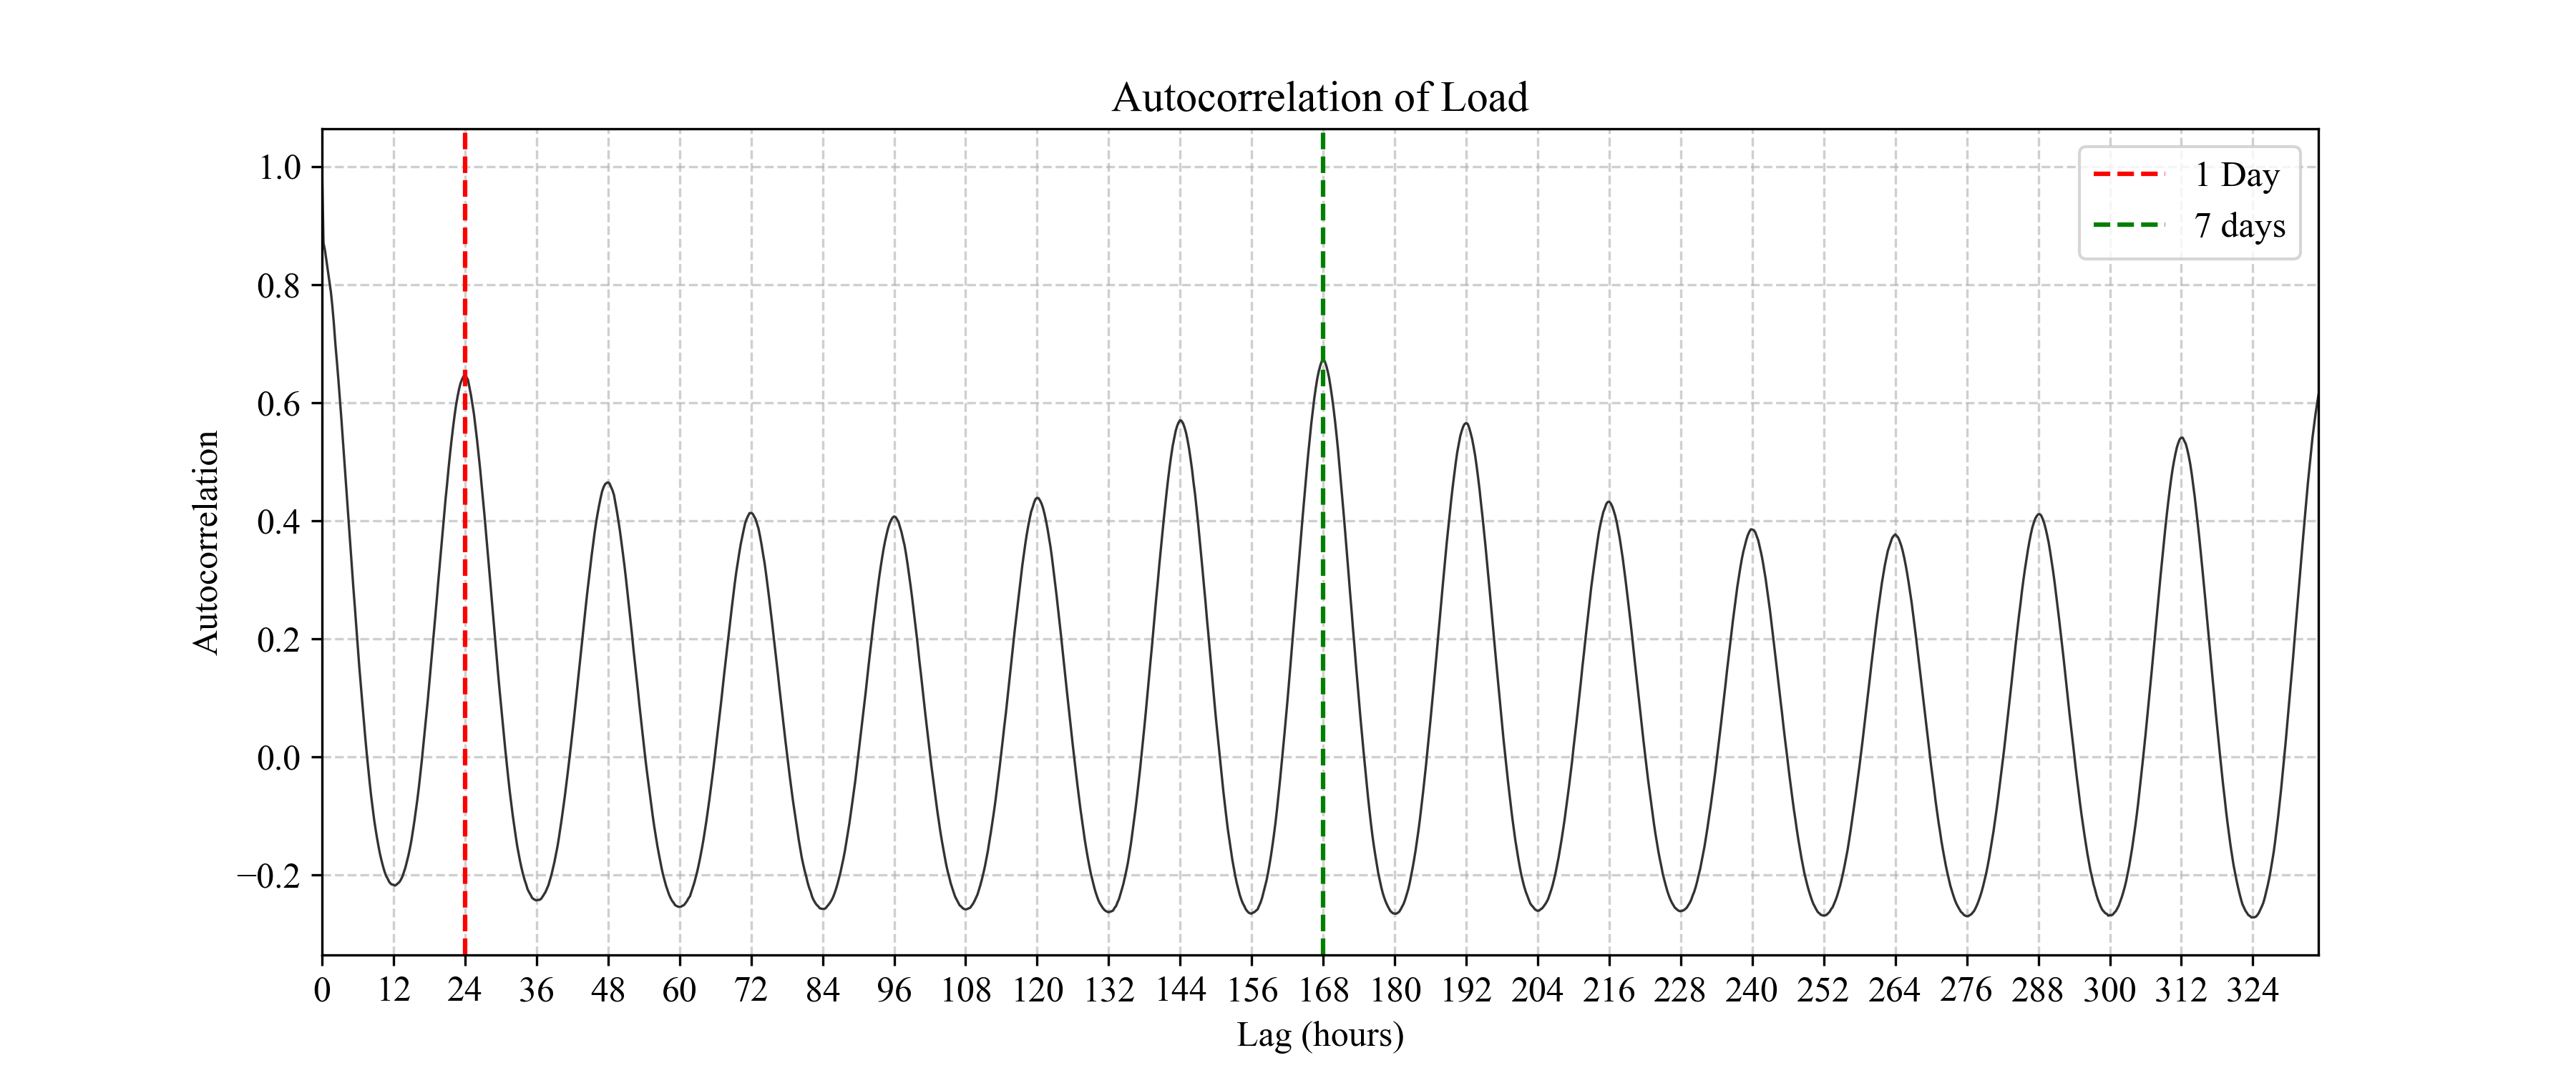 Autocorrelation of Load
1 Day
7 days
Autocorrelation
1.0
0.8
0.6
0.4
0.2
0.0
−0.2
0 12 24 36 48 60 72 84 96 108 120 132 144 156 168 180 192 204 216 228 240 252 264 276 288 300 312 324
Lag (hours)